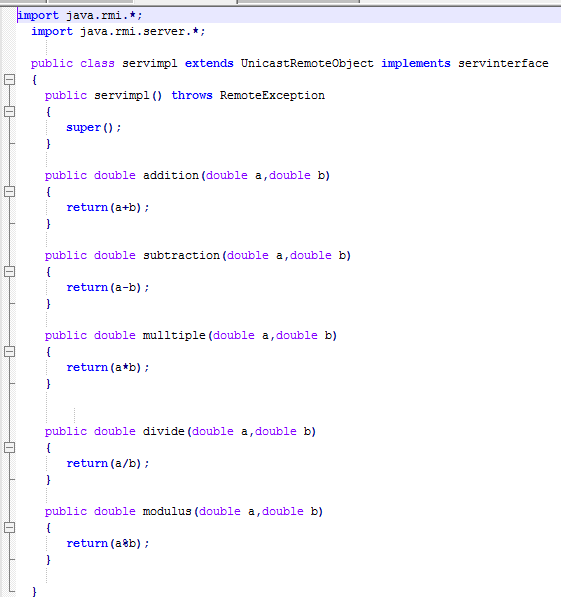 import java.rmi.*;
import java.rmi.server.*;
public class servimpl extends UnicastRemoteObject implements servinterface
{
public servimpl() throws RemoteException
{
super();
}
public double addition(double a,double b)
{
return(a+b);
}
public double subtraction(double a,double b)
{
return(a-b);
}
public double mulltiple(double a,double b)
{
return(a*b);
}
public double divide(double a,double b)
{
return(a/b);
}
public double modulus(double a,double b)
{
return(a%b);
}
}